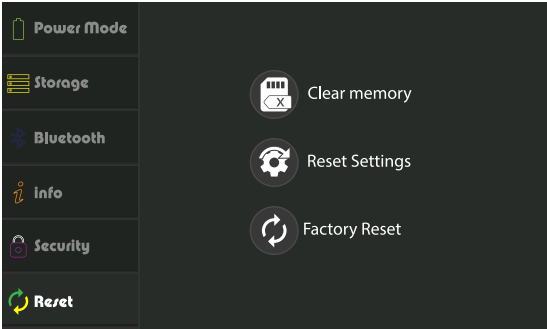 Power Mode
Storage
Bluetooth
info
Security
Reset
X
Clear memory
Reset Settings
Factory Reset